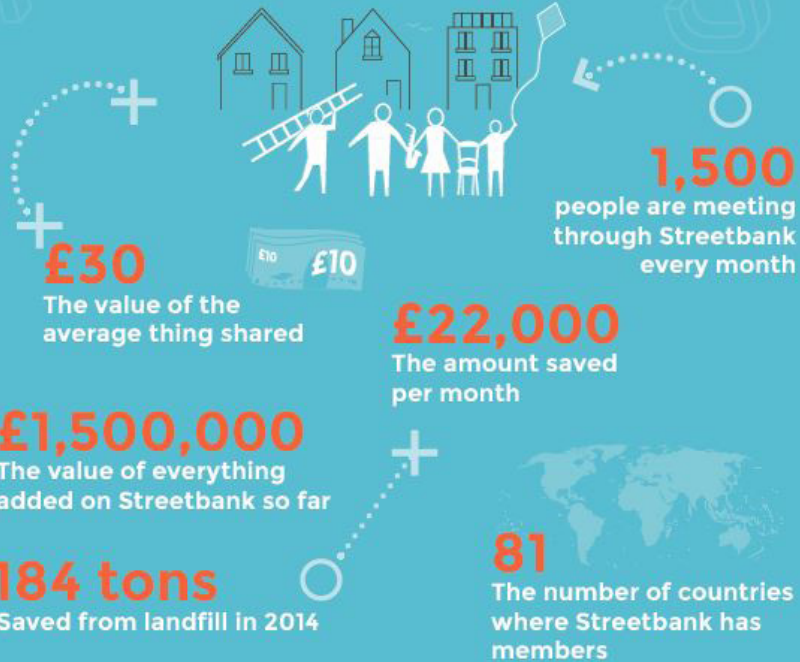 1,500
people are meeting
through Streetbank
every month
£30
The value of the
average thing shared
£10
£10
£22,000
The amount saved
per month
£1,500,000
The value of everything
added on Streetbank so far
184 tons
Saved from landfill in 2014
81
The number of countries
where Streetbank has
members